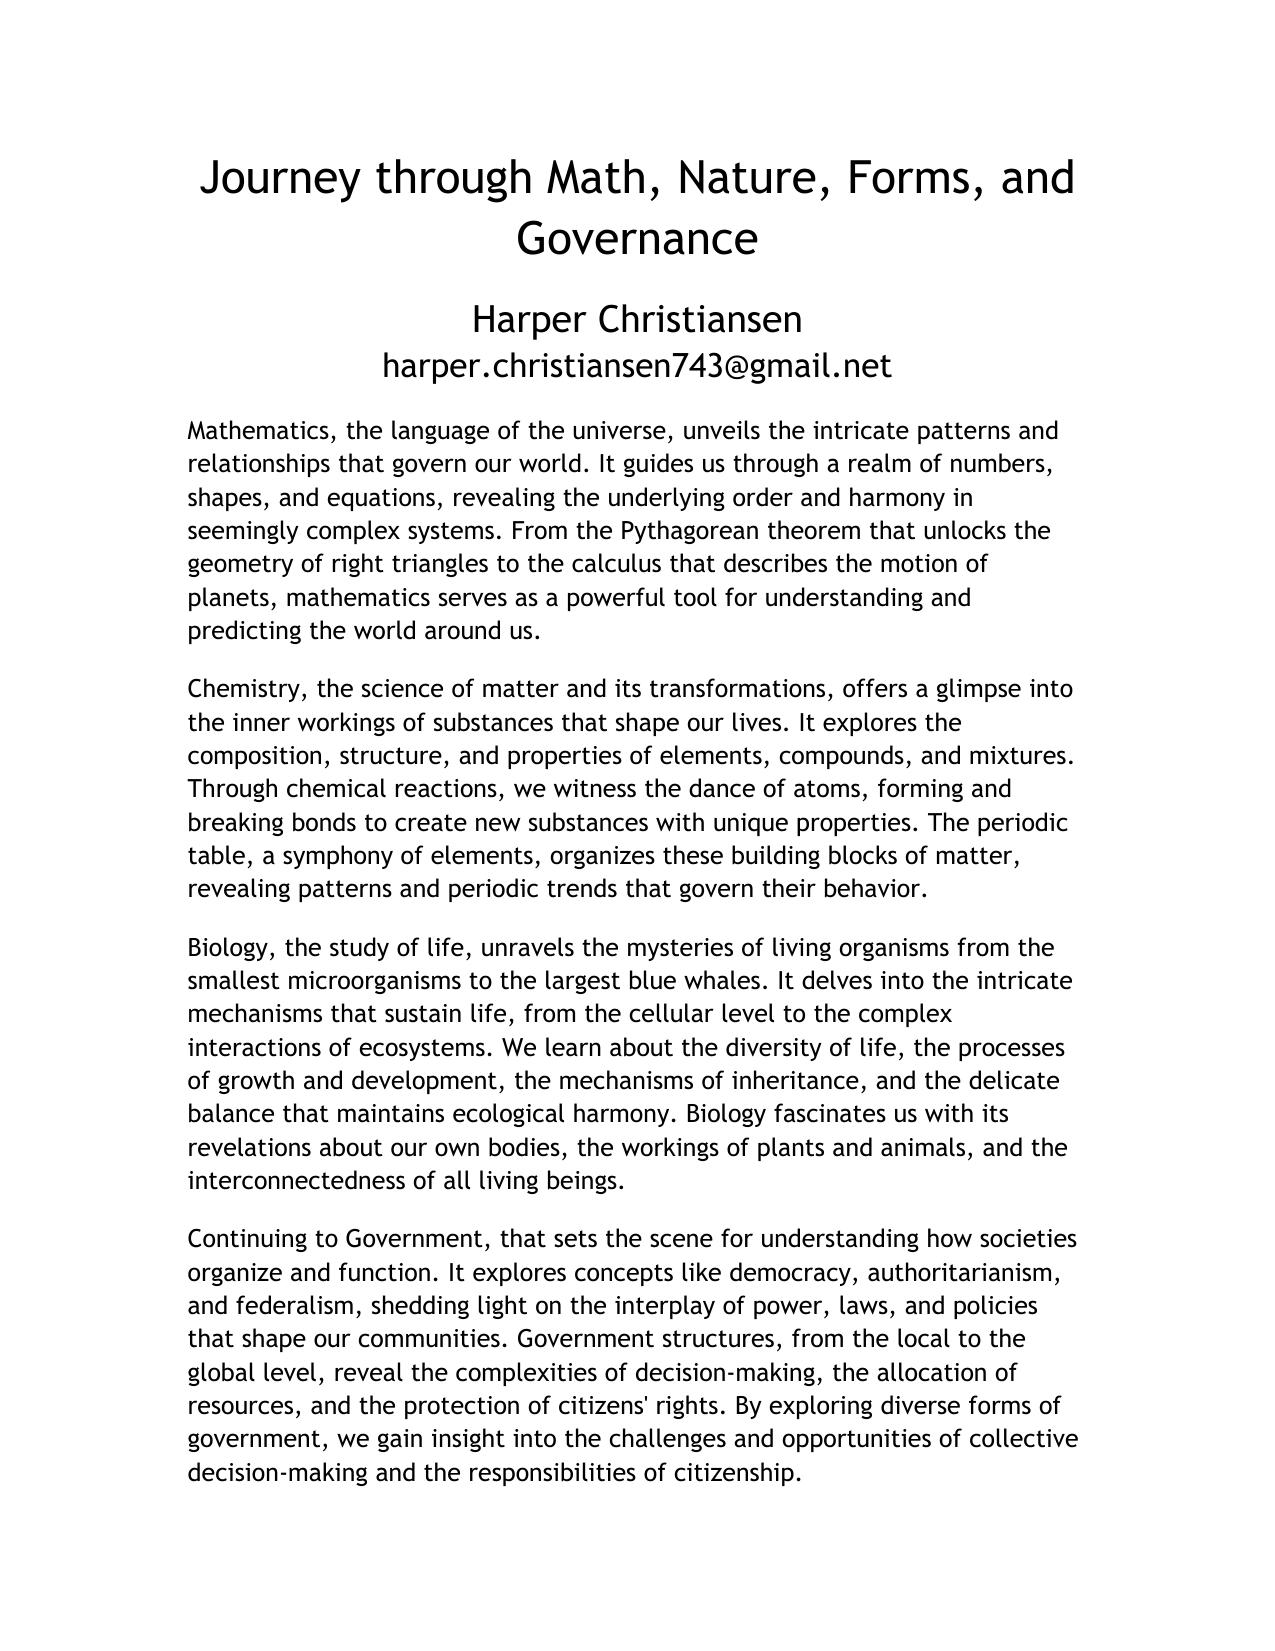 Journey through Math, Nature, Forms, and
Governance
Harper Christiansen
harper.christiansen743@gmail.net
Mathematics, the language of the universe, unveils the intricate patterns and
relationships that govern our world. It guides us through a realm of numbers,
shapes, and equations, revealing the underlying order and harmony in
seemingly complex systems. From the Pythagorean theorem that unlocks the
geometry of right triangles to the calculus that describes the motion of
planets, mathematics serves as a powerful tool for understanding and
predicting the world around us.
Chemistry, the science of matter and its transformations, offers a glimpse into
the inner workings of substances that shape our lives. It explores the
composition, structure, and properties of elements, compounds, and mixtures.
Through chemical reactions, we witness the dance of atoms, forming and
breaking bonds to create new substances with unique properties. The periodic
table, a symphony of elements, organizes these building blocks of matter,
revealing patterns and periodic trends that govern their behavior.
Biology, the study of life, unravels the mysteries of living organisms from the
smallest microorganisms to the largest blue whales. It delves into the intricate
mechanisms that sustain life, from the cellular level to the complex
interactions of ecosystems. We learn about the diversity of life, the processes
of growth and development, the mechanisms of inheritance, and the delicate
balance that maintains ecological harmony. Biology fascinates us with its
revelations about our own bodies, the workings of plants and animals, and the
interconnectedness of all living beings.
Continuing to Government, that sets the scene for understanding how societies
organize and function. It explores concepts like democracy, authoritarianism,
and federalism, shedding light on the interplay of power, laws, and policies
that shape our communities. Government structures, from the local to the
global level, reveal the complexities of decision-making, the allocation of
resources, and the protection of citizens' rights. By exploring diverse forms of
government, we gain insight into the challenges and opportunities of collective
decision-making and the responsibilities of citizenship.